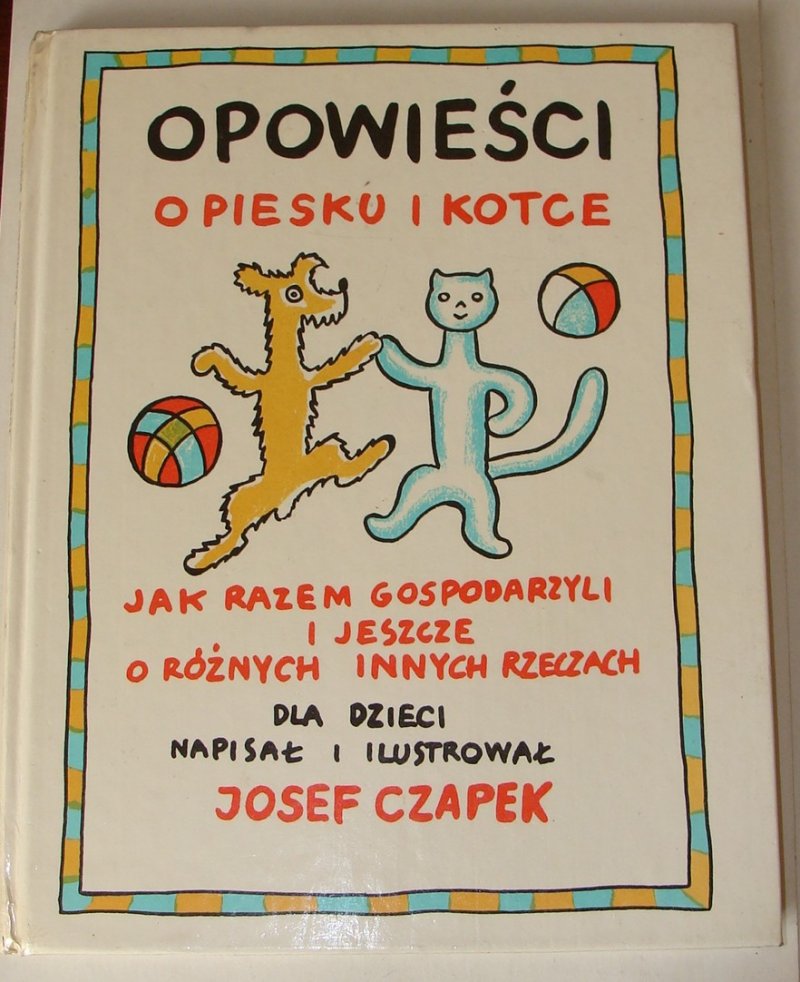 OPOWIEŚCI
O PIESKU I KOTCE
JAK RAZEM GOSPODARZYLI
I JESZCZE
O RÓŻNYCH INNYCH RZECZACH
DLA DZIECI
NAPISAŁ I ILUSTROWAŁ
JOSEF CZAPEK